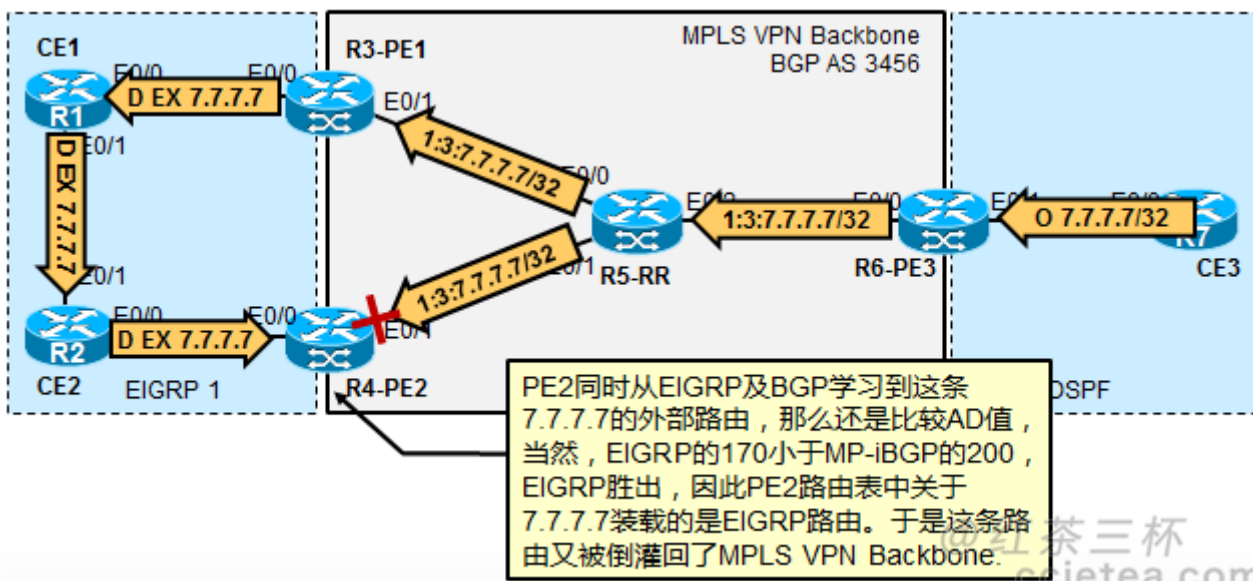 MPLS VPN Backbone
BGP AS 3456
CE1
R3-PE1
E0/0
E0/0
D EX 7.7.7.7
R1
E0/1
E0/1
1:3:7.7.7.7/32
D EX 7.7.7.7
E0/0
1:3:7.7.7.7/32
O 7.7.7.7/32
E0/0
R7
R5-RR
R6-PE3
CE3
1:3:7.7.7.7/32
E0/1
E0/1
E0/0
E0/0
D EX 7.7.7.7
E0/1
R2
CE2
EIGRP 1
R4-PE2
OSPF
PE2同时从EIGRP及BGP学习到这条
7.7.7.7的外部路由，那么还是比较AD值，
当然，EIGRP的170小于MP-iBGP的200，
EIGRP胜出，因此PE2路由表中关于
7.7.7.7装载的是EIGRP路由。于是这条路
由又被倒灌回了MPLS VPN Backbone.
@红茶三杯
ccietea.com